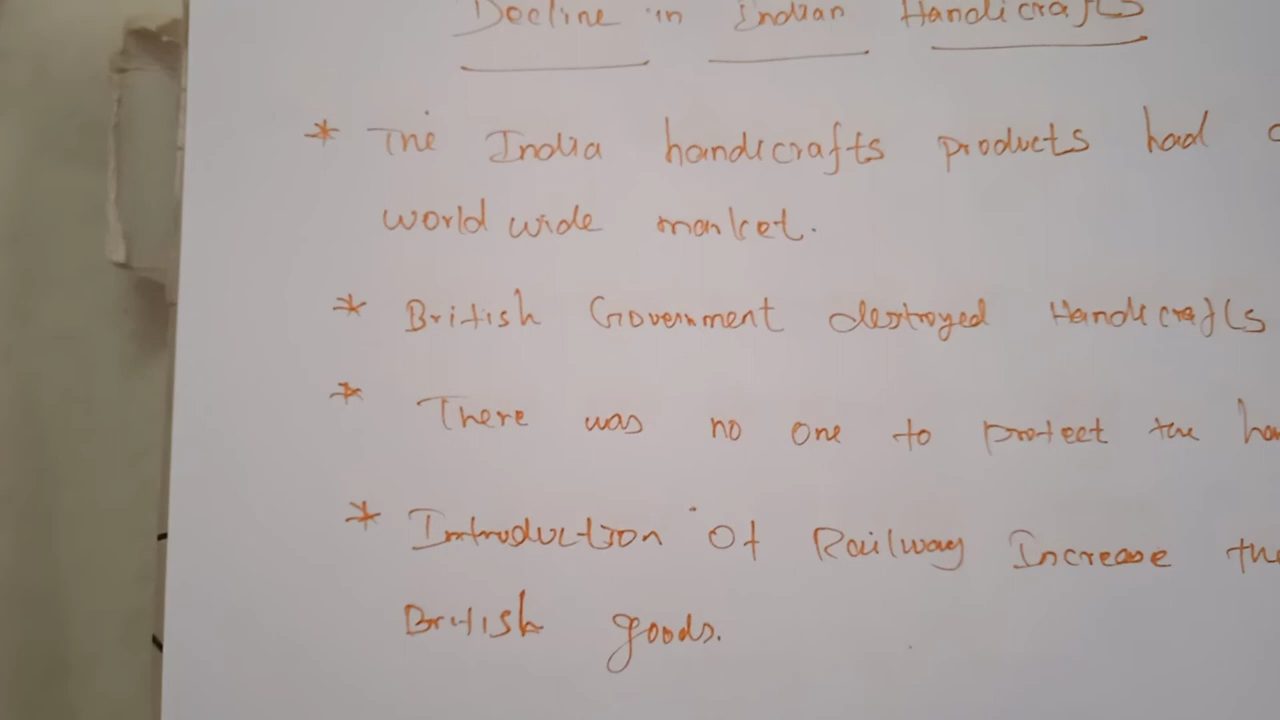 Decline in Indian Handicrafts
* The India handicrafts products had
world wide market.
* British Government destroyed Handicrafts
* There was no one to protect the
* Introduction Of Railway Increase the
British goods.